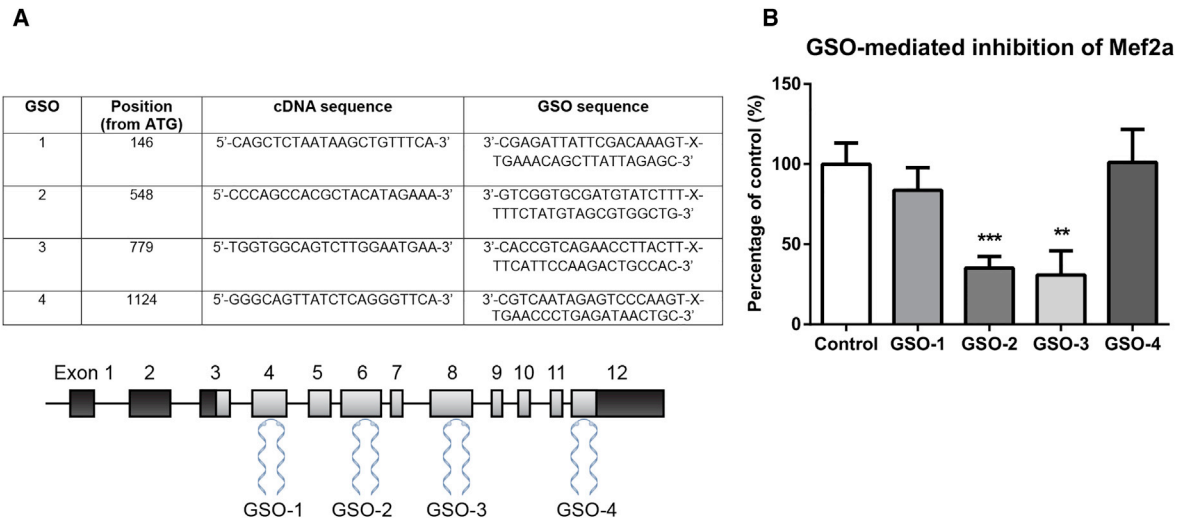 A
GSO Position (from ATG) cDNA sequence GSO sequence
1 146 5'-CAGCTCTAATAAGCTGTTTCA-3' 3'-CGAGATTATTCGACAAAGT-X-
TGAAACAGCTTATTAGAGC-3'
2 548 5'-CCCAGCCACGCTACATAGAAA-3' 3'-GTCGGTGCGATGTATCTTT-X-
TTTCTATGTAGCGTGGCTG-3'
3 779 5'-TGGTGGCAGTCTTGGAATGAA-3' 3'-CACCGTCAGAACCTTACTT-X-
TTCATTCCAAGACTGCCAC-3'
4 1124 5'-GGGCAGTTATCTCAGGGTTCA-3' 3'-CGTCAATAGAGTCCCAAGT-X-
TGAACCCTGAGATAACTGC-3'
Exon 1 2 3 4 5 6 7 8 9 10 11 12
GSO-1 GSO-2 GSO-3 GSO-4
B
GSO-mediated inhibition of Mef2a
Percentage of control (%)
150
100
50
0
*** **
Control GSO-1 GSO-2 GSO-3 GSO-4